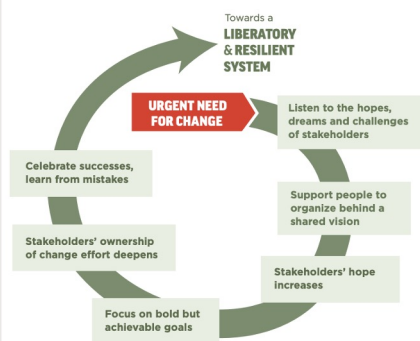 Towards a
LIBERATORY
& RESILIENT
SYSTEM
URGENT NEED
FOR CHANGE
Listen to the hopes,
dreams and challenges
of stakeholders
Support people to
organize behind a
shared vision
Stakeholders' hope
increases
Focus on bold but
achievable goals
Stakeholders' ownership
of change effort deepens
Celebrate successes,
learn from mistakes